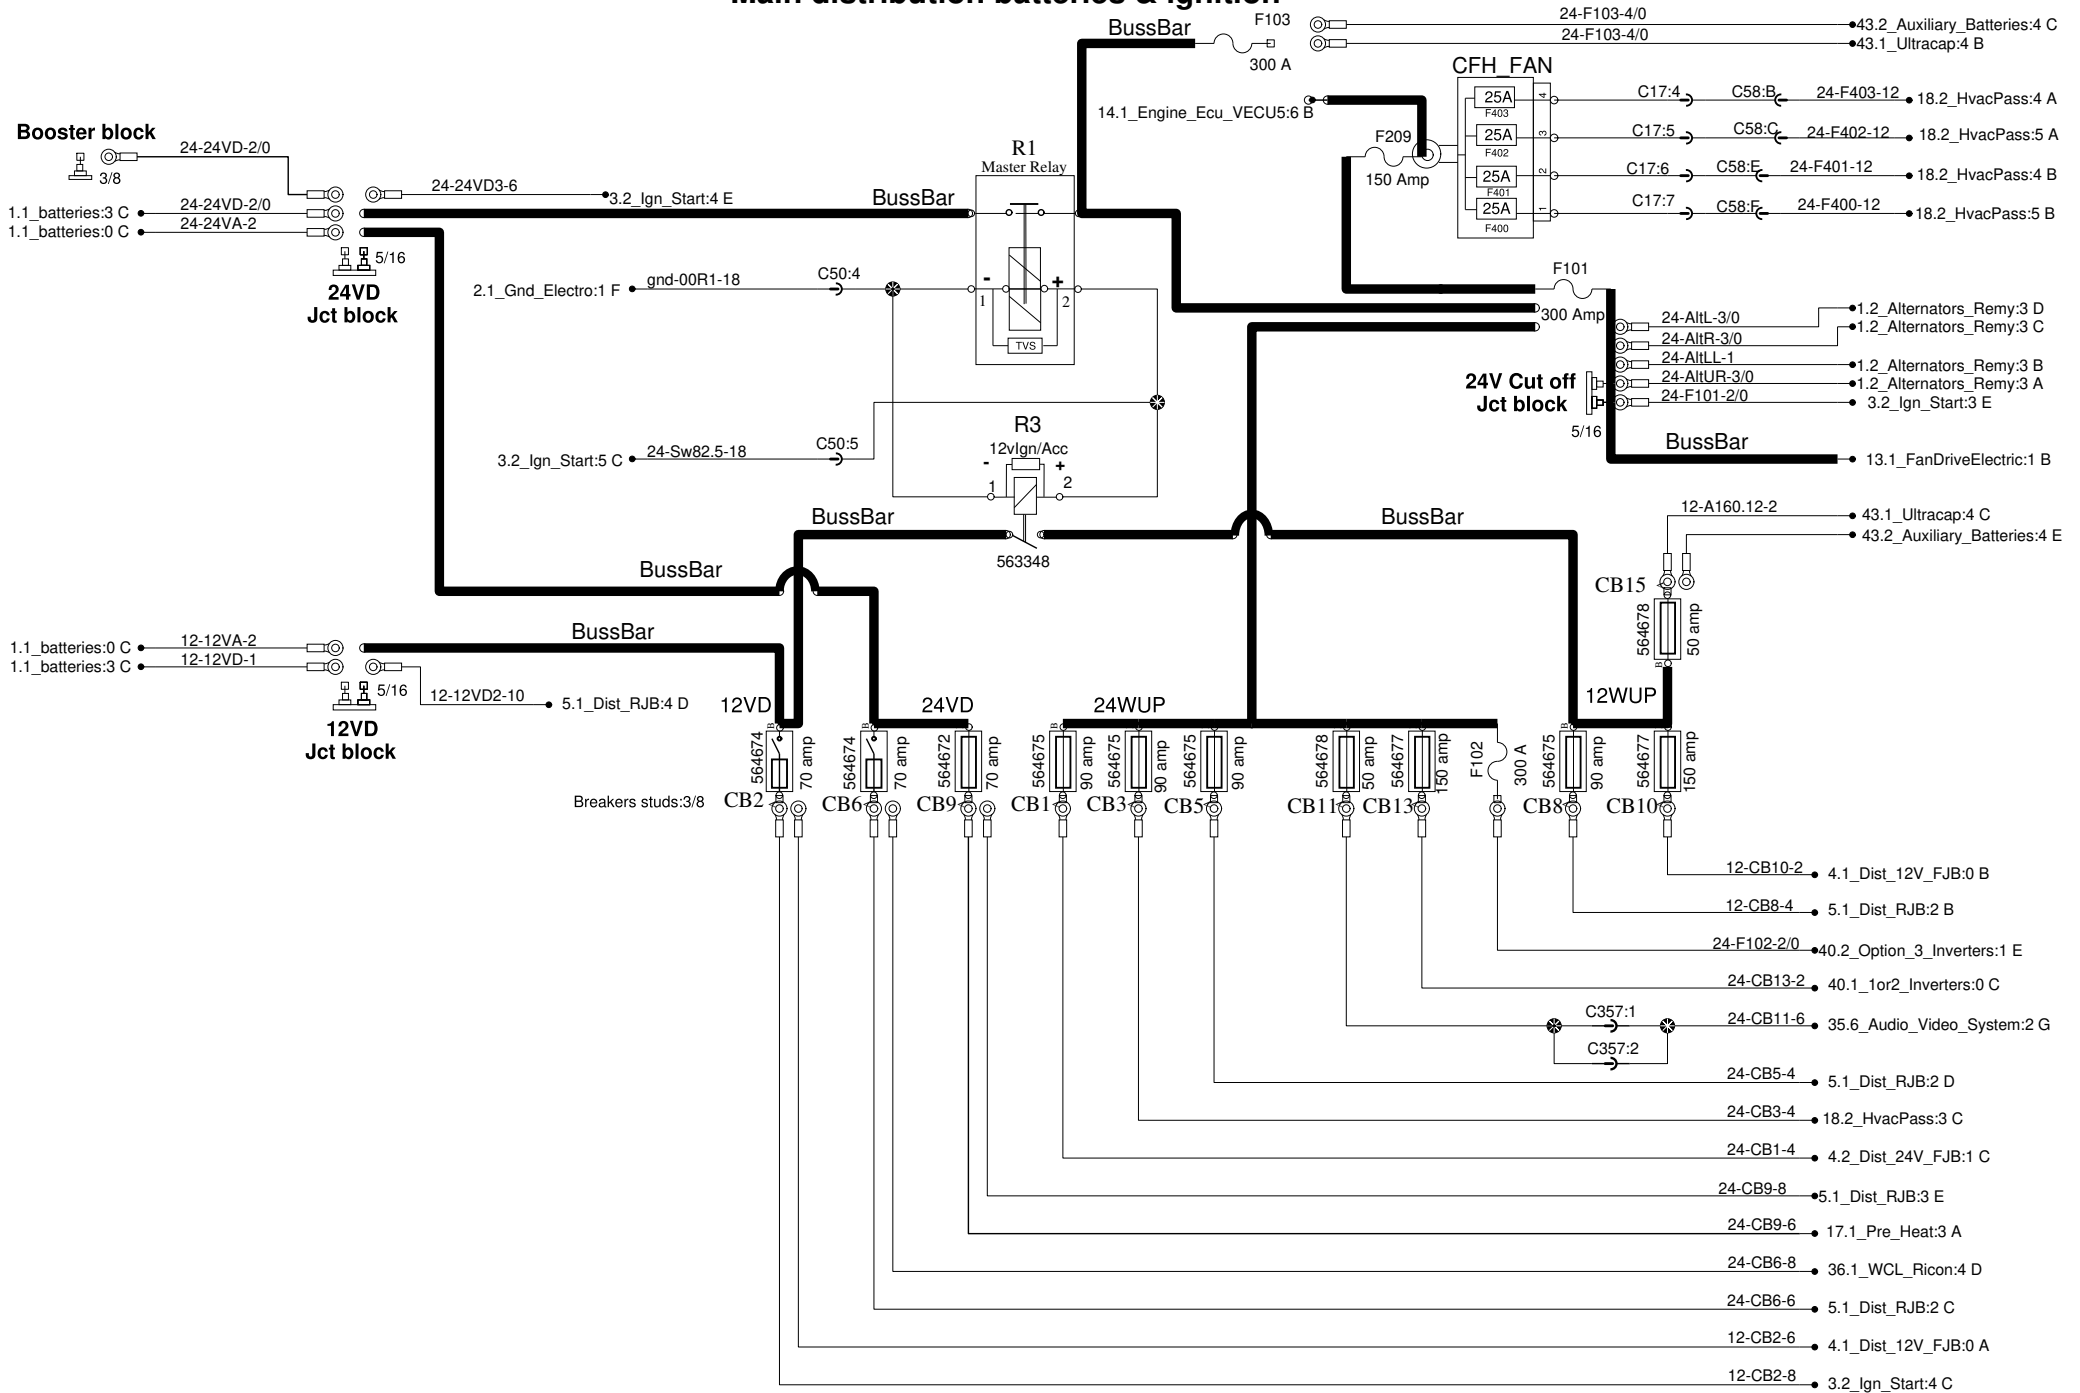 Main distribution batteries & ignition
BussBar
F103
300 A
24-F103-4/0
43.2_Auxiliary_Batteries:4 C
24-F103-4/0
43.1_Ultracap:4 B
CFH_FAN
14.1_Engine_Ecu_VECU5:6 B
F209
150 Amp
25A
F403
4
C17:4
C58:B
24-F403-12
18.2_HvacPass:4 A
25A
F402
3
C17:5
C58:C
24-F402-12
18.2_HvacPass:5 A
25A
F401
2
C17:6
C58:E
24-F401-12
18.2_HvacPass:4 B
25A
F400
1
C17:7
C58:F
24-F400-12
18.2_HvacPass:5 B
Booster block
3/8
24-24VD-2/0
24-24VD3-6
3.2_Ign_Start:4 E
1.1_batteries:3 C
24-24VD-2/0
1.1_batteries:0 C
24-24VA-2
5/16
24VD
Jct block
BussBar
R1
Master Relay
-
+
1
2
TVS
2.1_Gnd_Electro:1 F
gnd-00R1-18
C50:4
F101
300 Amp
24-AltL-3/0
1.2_Alternators_Remy:3 D
24-AltR-3/0
1.2_Alternators_Remy:3 C
24-AltLL-1
1.2_Alternators_Remy:3 B
24-AltUR-3/0
1.2_Alternators_Remy:3 A
24-F101-2/0
3.2_Ign_Start:3 E
24V Cut off
Jct block
5/16
BussBar
13.1_FanDriveElectric:1 B
3.2_Ign_Start:5 C
24-Sw82.5-18
C50:5
R3
12vIgn/Acc
-
+
1
2
563348
BussBar
BussBar
BussBar
12-A160.12-2
43.1_Ultracap:4 C
43.2_Auxiliary_Batteries:4 E
CB15
564678
50 amp
B
1.1_batteries:0 C
12-12VA-2
1.1_batteries:3 C
12-12VD-1
5/16
12VD
Jct block
12-12VD2-10
5.1_Dist_RJB:4 D
BussBar
12VD
24VD
24WUP
12WUP
B
564674
70 amp
B
564674
70 amp
564672
70 amp
564675
90 amp
564675
90 amp
564675
90 amp
564678
50 amp
564677
150 amp
F102
300 A
B
564675
90 amp
564677
150 amp
Breakers studs:3/8
CB2
CB6
CB9
CB1
CB3
CB5
CB11
CB13
CB8
CB10
12-CB10-2
4.1_Dist_12V_FJB:0 B
12-CB8-4
5.1_Dist_RJB:2 B
24-F102-2/0
40.2_Option_3_Inverters:1 E
24-CB13-2
40.1_1or2_Inverters:0 C
C357:1
24-CB11-6
35.6_Audio_Video_System:2 G
C357:2
24-CB5-4
5.1_Dist_RJB:2 D
24-CB3-4
18.2_HvacPass:3 C
24-CB1-4
4.2_Dist_24V_FJB:1 C
24-CB9-8
5.1_Dist_RJB:3 E
24-CB9-6
17.1_Pre_Heat:3 A
24-CB6-8
36.1_WCL_Ricon:4 D
24-CB6-6
5.1_Dist_RJB:2 C
12-CB2-6
4.1_Dist_12V_FJB:0 A
12-CB2-8
3.2_Ign_Start:4 C